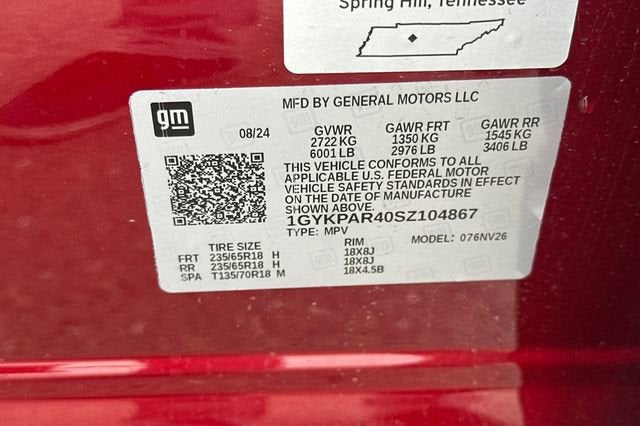 Spring Hill, Tennessee
gm
MFD BY GENERAL MOTORS LLC
08/24 GVWR GAWR FRT GAWR RR
2722 KG 1350 KG 1545 KG
6001 LB 2976 LB 3406 LB
THIS VEHICLE CONFORMS TO ALL
APPLICABLE U.S. FEDERAL MOTOR
VEHICLE SAFETY STANDARDS IN EFFECT
ON THE DATE OF MANUFACTURE
SHOWN ABOVE.
1GYKPAR40SZ104867
TYPE: MPV MODEL: 076NV26
TIRE SIZE RIM
FRT 235/65R18 H 18X8J
RR 235/65R18 H 18X8J
SPA T135/70R18 M 18X4.5B